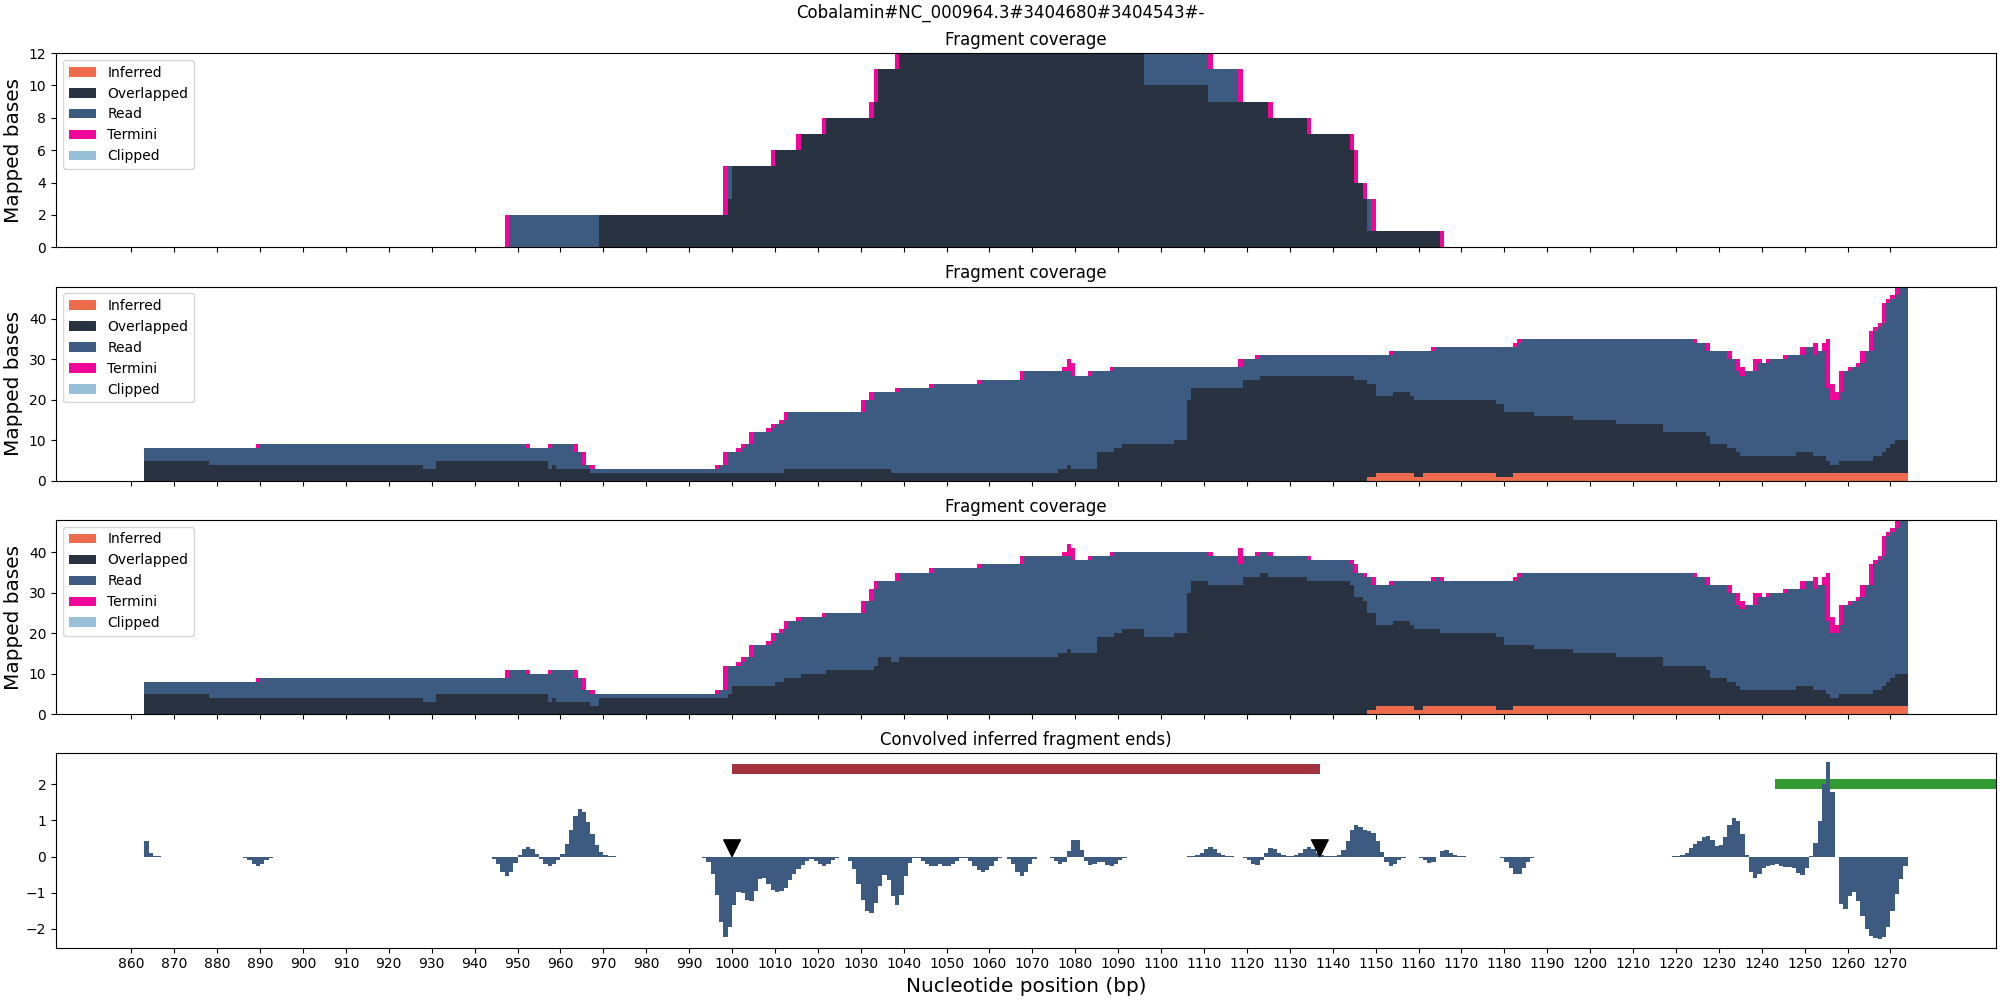 Cobalamin#NC_000964.3#3404680#3404543#-
Fragment coverage
Mapped bases
12
10
8
6
4
2
0
Inferred
Overlapped
Read
Termini
Clipped
Fragment coverage
Mapped bases
40
30
20
10
0
Inferred
Overlapped
Read
Termini
Clipped
Fragment coverage
Mapped bases
40
30
20
10
0
Inferred
Overlapped
Read
Termini
Clipped
Convolved inferred fragment ends)
2
1
0
−1
−2
860 870 880 890 900 910 920 930 940 950 960 970 980 990 1000 1010 1020 1030 1040 1050 1060 1070 1080 1090 1100 1110 1120 1130 1140 1150 1160 1170 1180 1190 1200 1210 1220 1230 1240 1250 1260 1270
Nucleotide position (bp)